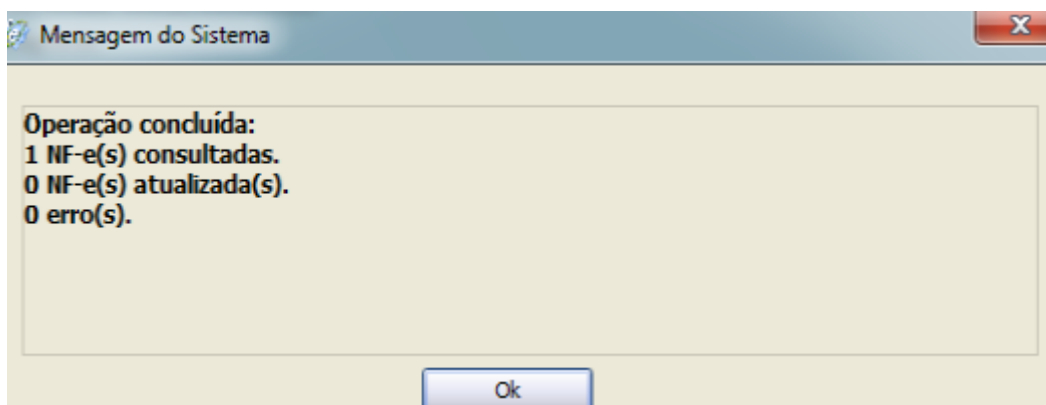 Mensagem do Sistema
Operação concluída:
1 NF-e(s) consultadas.
0 NF-e(s) atualizada(s).
0 erro(s).
Ok